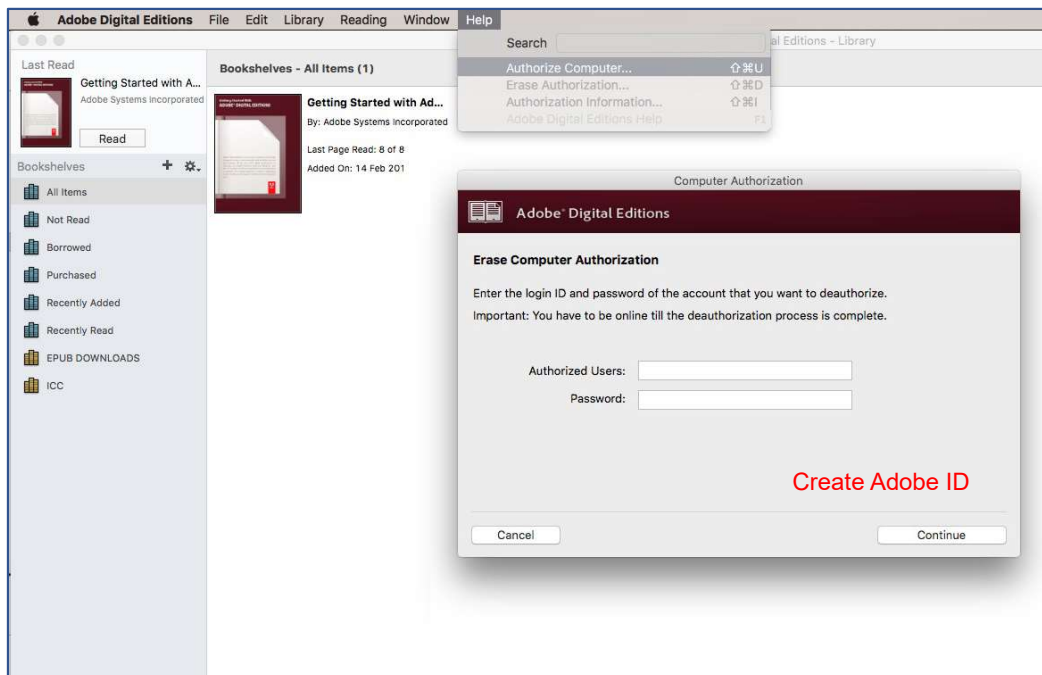 Adobe Digital Editions File Edit Library Reading Window Help
al Editions - Library
Search
Authorize Computer... ⇧⌘U
Erase Authorization... ⇧⌘D
Authorization Information... ⇧⌘I
Adobe Digital Editions Help F1
Last Read
Getting Started with A...
Adobe Systems Incorporated
Read
Bookshelves
All Items
Not Read
Borrowed
Purchased
Recently Added
Recently Read
EPUB DOWNLOADS
ICC
Bookshelves - All Items (1)
Getting Started with Ad...
By: Adobe Systems Incorporated
Last Page Read: 8 of 8
Added On: 14 Feb 201
Computer Authorization
Adobe® Digital Editions
Erase Computer Authorization
Enter the login ID and password of the account that you want to deauthorize.
Important: You have to be online till the deauthorization process is complete.
Authorized Users:
Password:
Create Adobe ID
Cancel
Continue